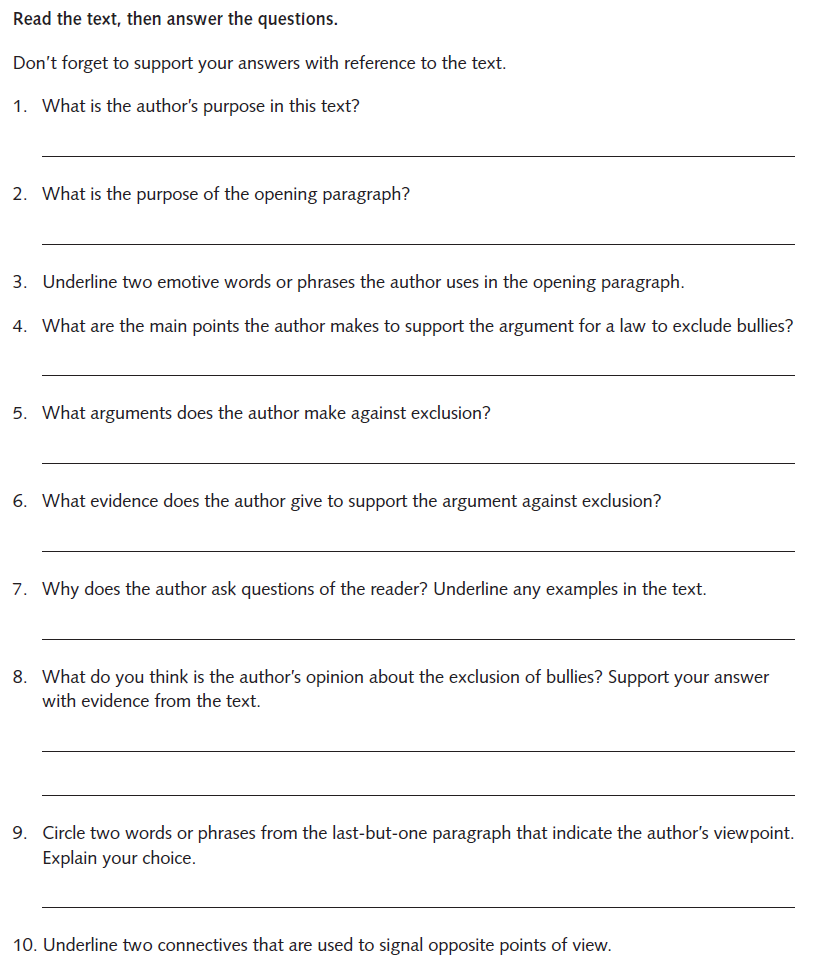 Read the text, then answer the questions.
Don’t forget to support your answers with reference to the text.
1. What is the author’s purpose in this text?
2. What is the purpose of the opening paragraph?
3. Underline two emotive words or phrases the author uses in the opening paragraph.
4. What are the main points the author makes to support the argument for a law to exclude bullies?
5. What arguments does the author make against exclusion?
6. What evidence does the author give to support the argument against exclusion?
7. Why does the author ask questions of the reader? Underline any examples in the text.
8. What do you think is the author’s opinion about the exclusion of bullies? Support your answer
with evidence from the text.
9. Circle two words or phrases from the last-but-one paragraph that indicate the author’s viewpoint.
Explain your choice.
10. Underline two connectives that are used to signal opposite points of view.